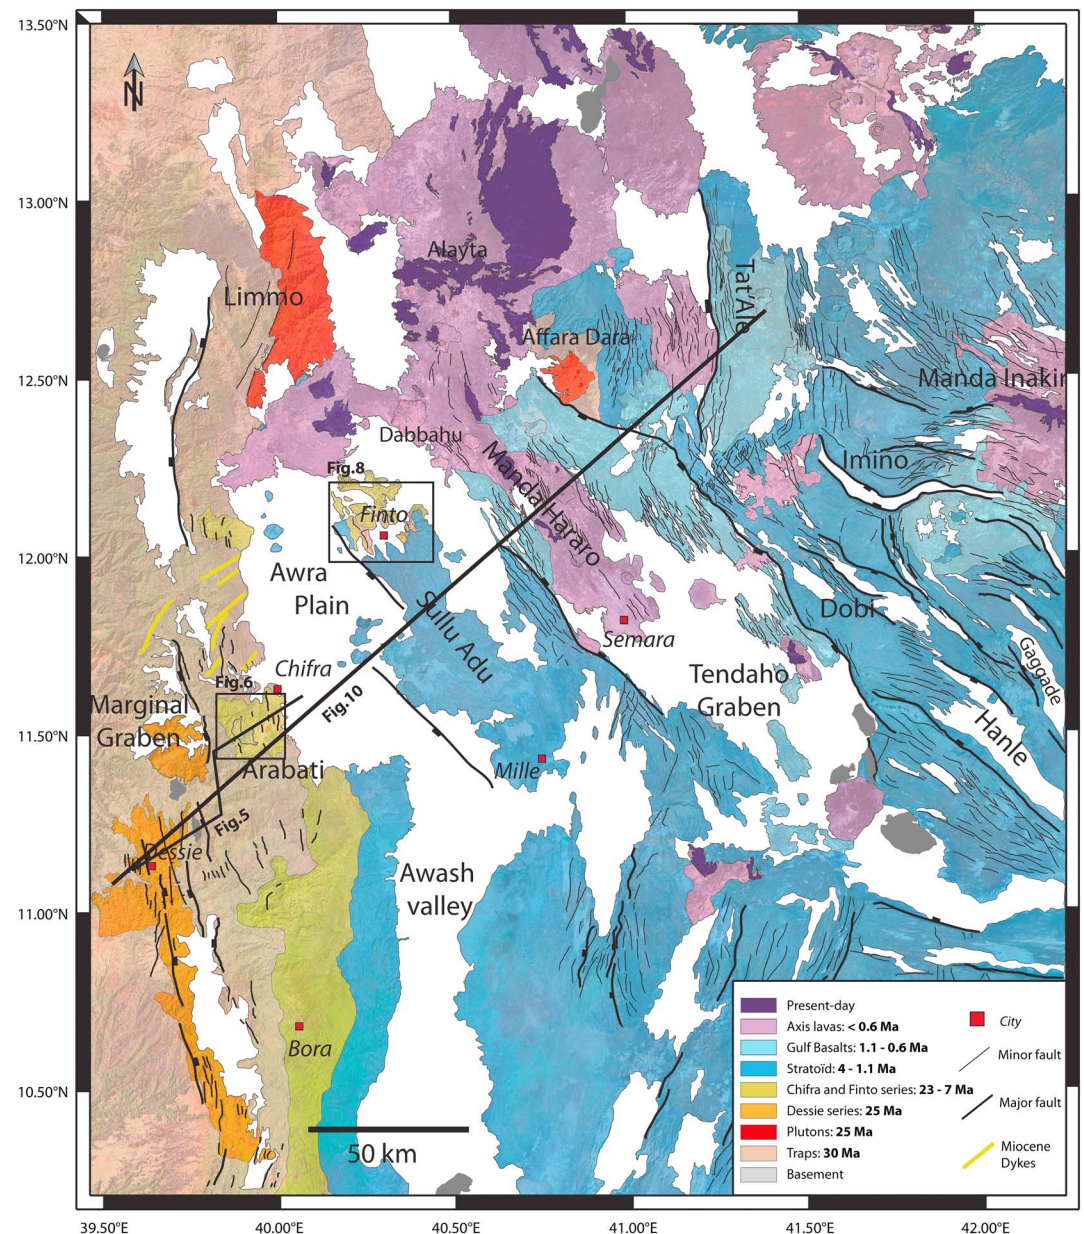 13.50°N
13.00°N
12.50°N
12.00°N
11.50°N
11.00°N
10.50°N
39.50°E
40.00°E
40.50°E
41.00°E
41.50°E
42.00°E
N
Alayta
Limmo
Tat'Ale
Affara Dara
Manda Inakir
Dabbahu
Imino
Fig.8
Manda Hararo
Finto
Awra
Plain
Sullu Adu
Dobi
Semara
Gaggade
Chifra
Tendaho
Graben
Fig.6
Fig.10
Marginal
Graben
Hanle
Arabati
Mille
Fig.5
Dessie
Awash
valley
Bora
50 km
Present-day
Axis lavas: < 0.6 Ma
Gulf Basalts: 1.1 - 0.6 Ma
Stratoïd: 4 - 1.1 Ma
Chifra and Finto series: 23 - 7 Ma
Dessie series: 25 Ma
Plutons: 25 Ma
Traps: 30 Ma
Basement
City
Minor fault
Major fault
Miocene
Dykes